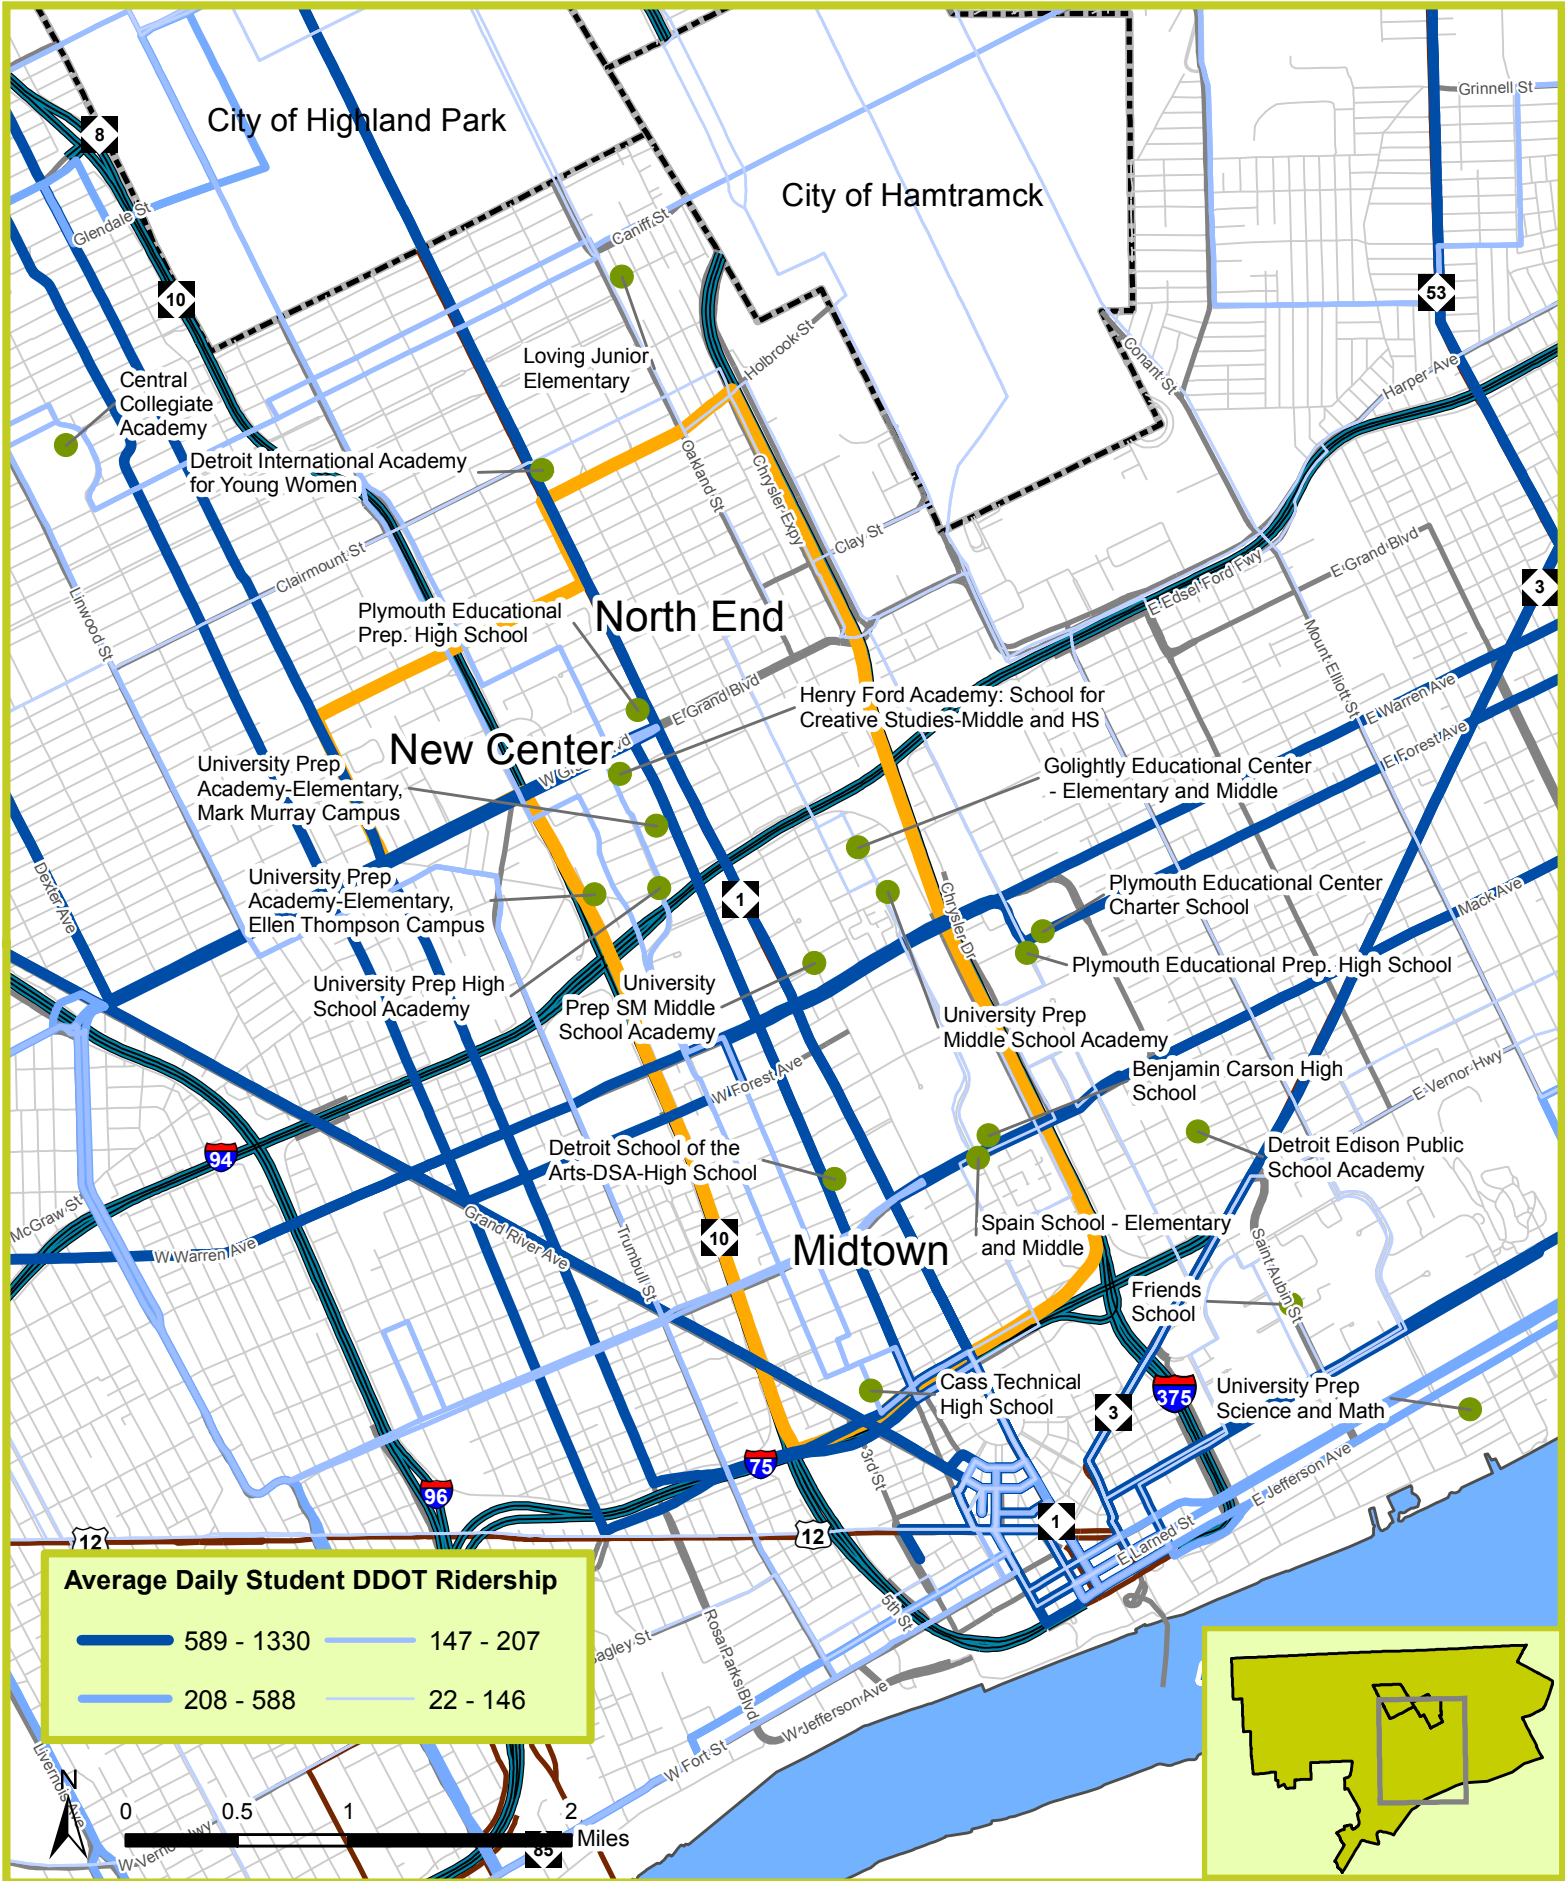 Grinnell St
City of Highland Park
8
City of Hamtramck
Glendale St
Caniff St
10
53
Holbrook St
Conant St
Loving Junior
Elementary
Harper Ave
Central
Collegiate
Academy
Detroit International Academy
for Young Women
Oakland St
Chrysler Expy
Clay St
Clairmount St
E Grand Blvd
E Edsel Ford Fwy
3
Linwood St
Plymouth Educational
Prep. High School
North End
Mount Elliott St
E Grand Blvd
Henry Ford Academy: School for
Creative Studies-Middle and HS
E Warren Ave
New Center
E Forest Ave
University Prep
Academy-Elementary,
Mark Murray Campus
Golightly Educational Center
- Elementary and Middle
Dexter Ave
University Prep
Academy-Elementary,
Ellen Thompson Campus
1
Chrysler Dr
Plymouth Educational Center
Charter School
Mack Ave
Plymouth Educational Prep. High School
University Prep High
School Academy
University
Prep SM Middle
School Academy
University Prep
Middle School Academy
W Forest Ave
Benjamin Carson High
School
E Vernor Hwy
94
Detroit School of the
Arts-DSA-High School
Detroit Edison Public
School Academy
McGraw St
W Warren Ave
Grand River Ave
Trumbull St
10
Midtown
Spain School - Elementary
and Middle
Saint Aubin St
Friends
School
Cass Technical
High School
375
University Prep
Science and Math
3
3rd St
75
E Jefferson Ave
96
1
12
12
E Larned St
Average Daily Student DDOT Ridership
589 - 1330
147 - 207
208 - 588
22 - 146
5th St
Rosa Parks Blvd
W Jefferson Ave
W Fort St
Livernois Ave
N
0
0.5
1
2
Miles
85